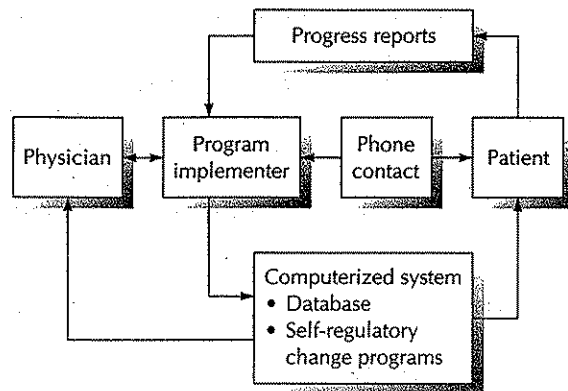 Progress reports
Physician
Program
implementer
Phone
contact
Patient
Computerized system
• Database
• Self-regulatory
change programs